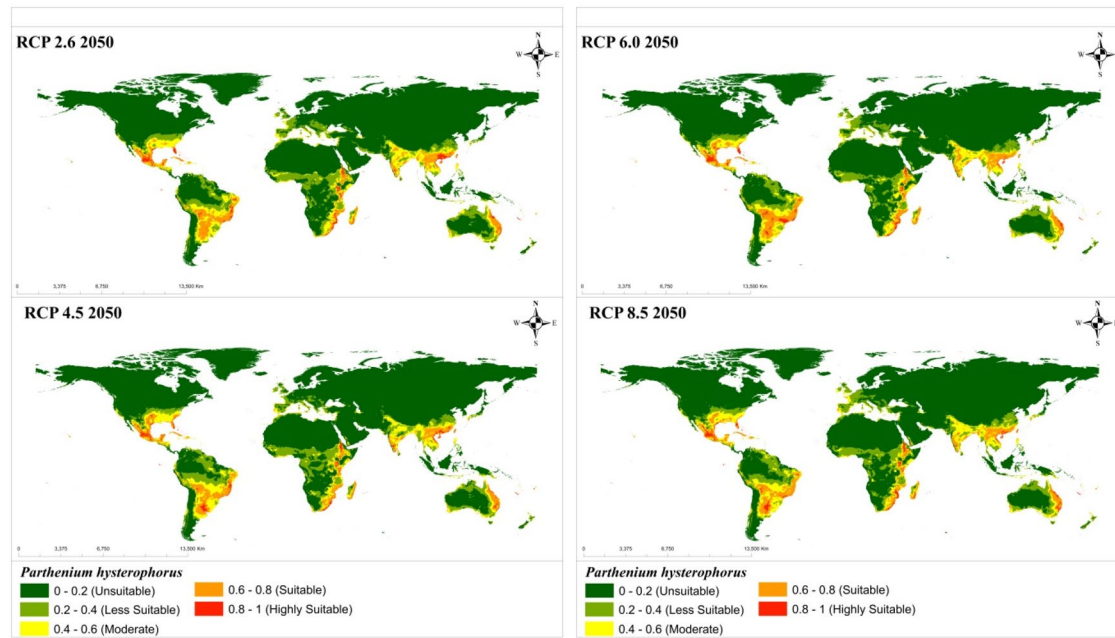 RCP 2.6 2050
N
W E
S
0 3,375 6,750 13,500 Km
RCP 6.0 2050
N
W E
S
0 3,375 6,750 13,500 Km
RCP 4.5 2050
N
W E
S
0 3,375 6,750 13,500 Km
RCP 8.5 2050
N
W E
S
0 3,375 6,750 13,500 Km
Parthenium hysterophorus
0 - 0.2 (Unsuitable) 0.6 - 0.8 (Suitable)
0.2 - 0.4 (Less Suitable) 0.8 - 1 (Highly Suitable)
0.4 - 0.6 (Moderate)
Parthenium hysterophorus
0 - 0.2 (Unsuitable) 0.6 - 0.8 (Suitable)
0.2 - 0.4 (Less Suitable) 0.8 - 1 (Highly Suitable)
0.4 - 0.6 (Moderate)